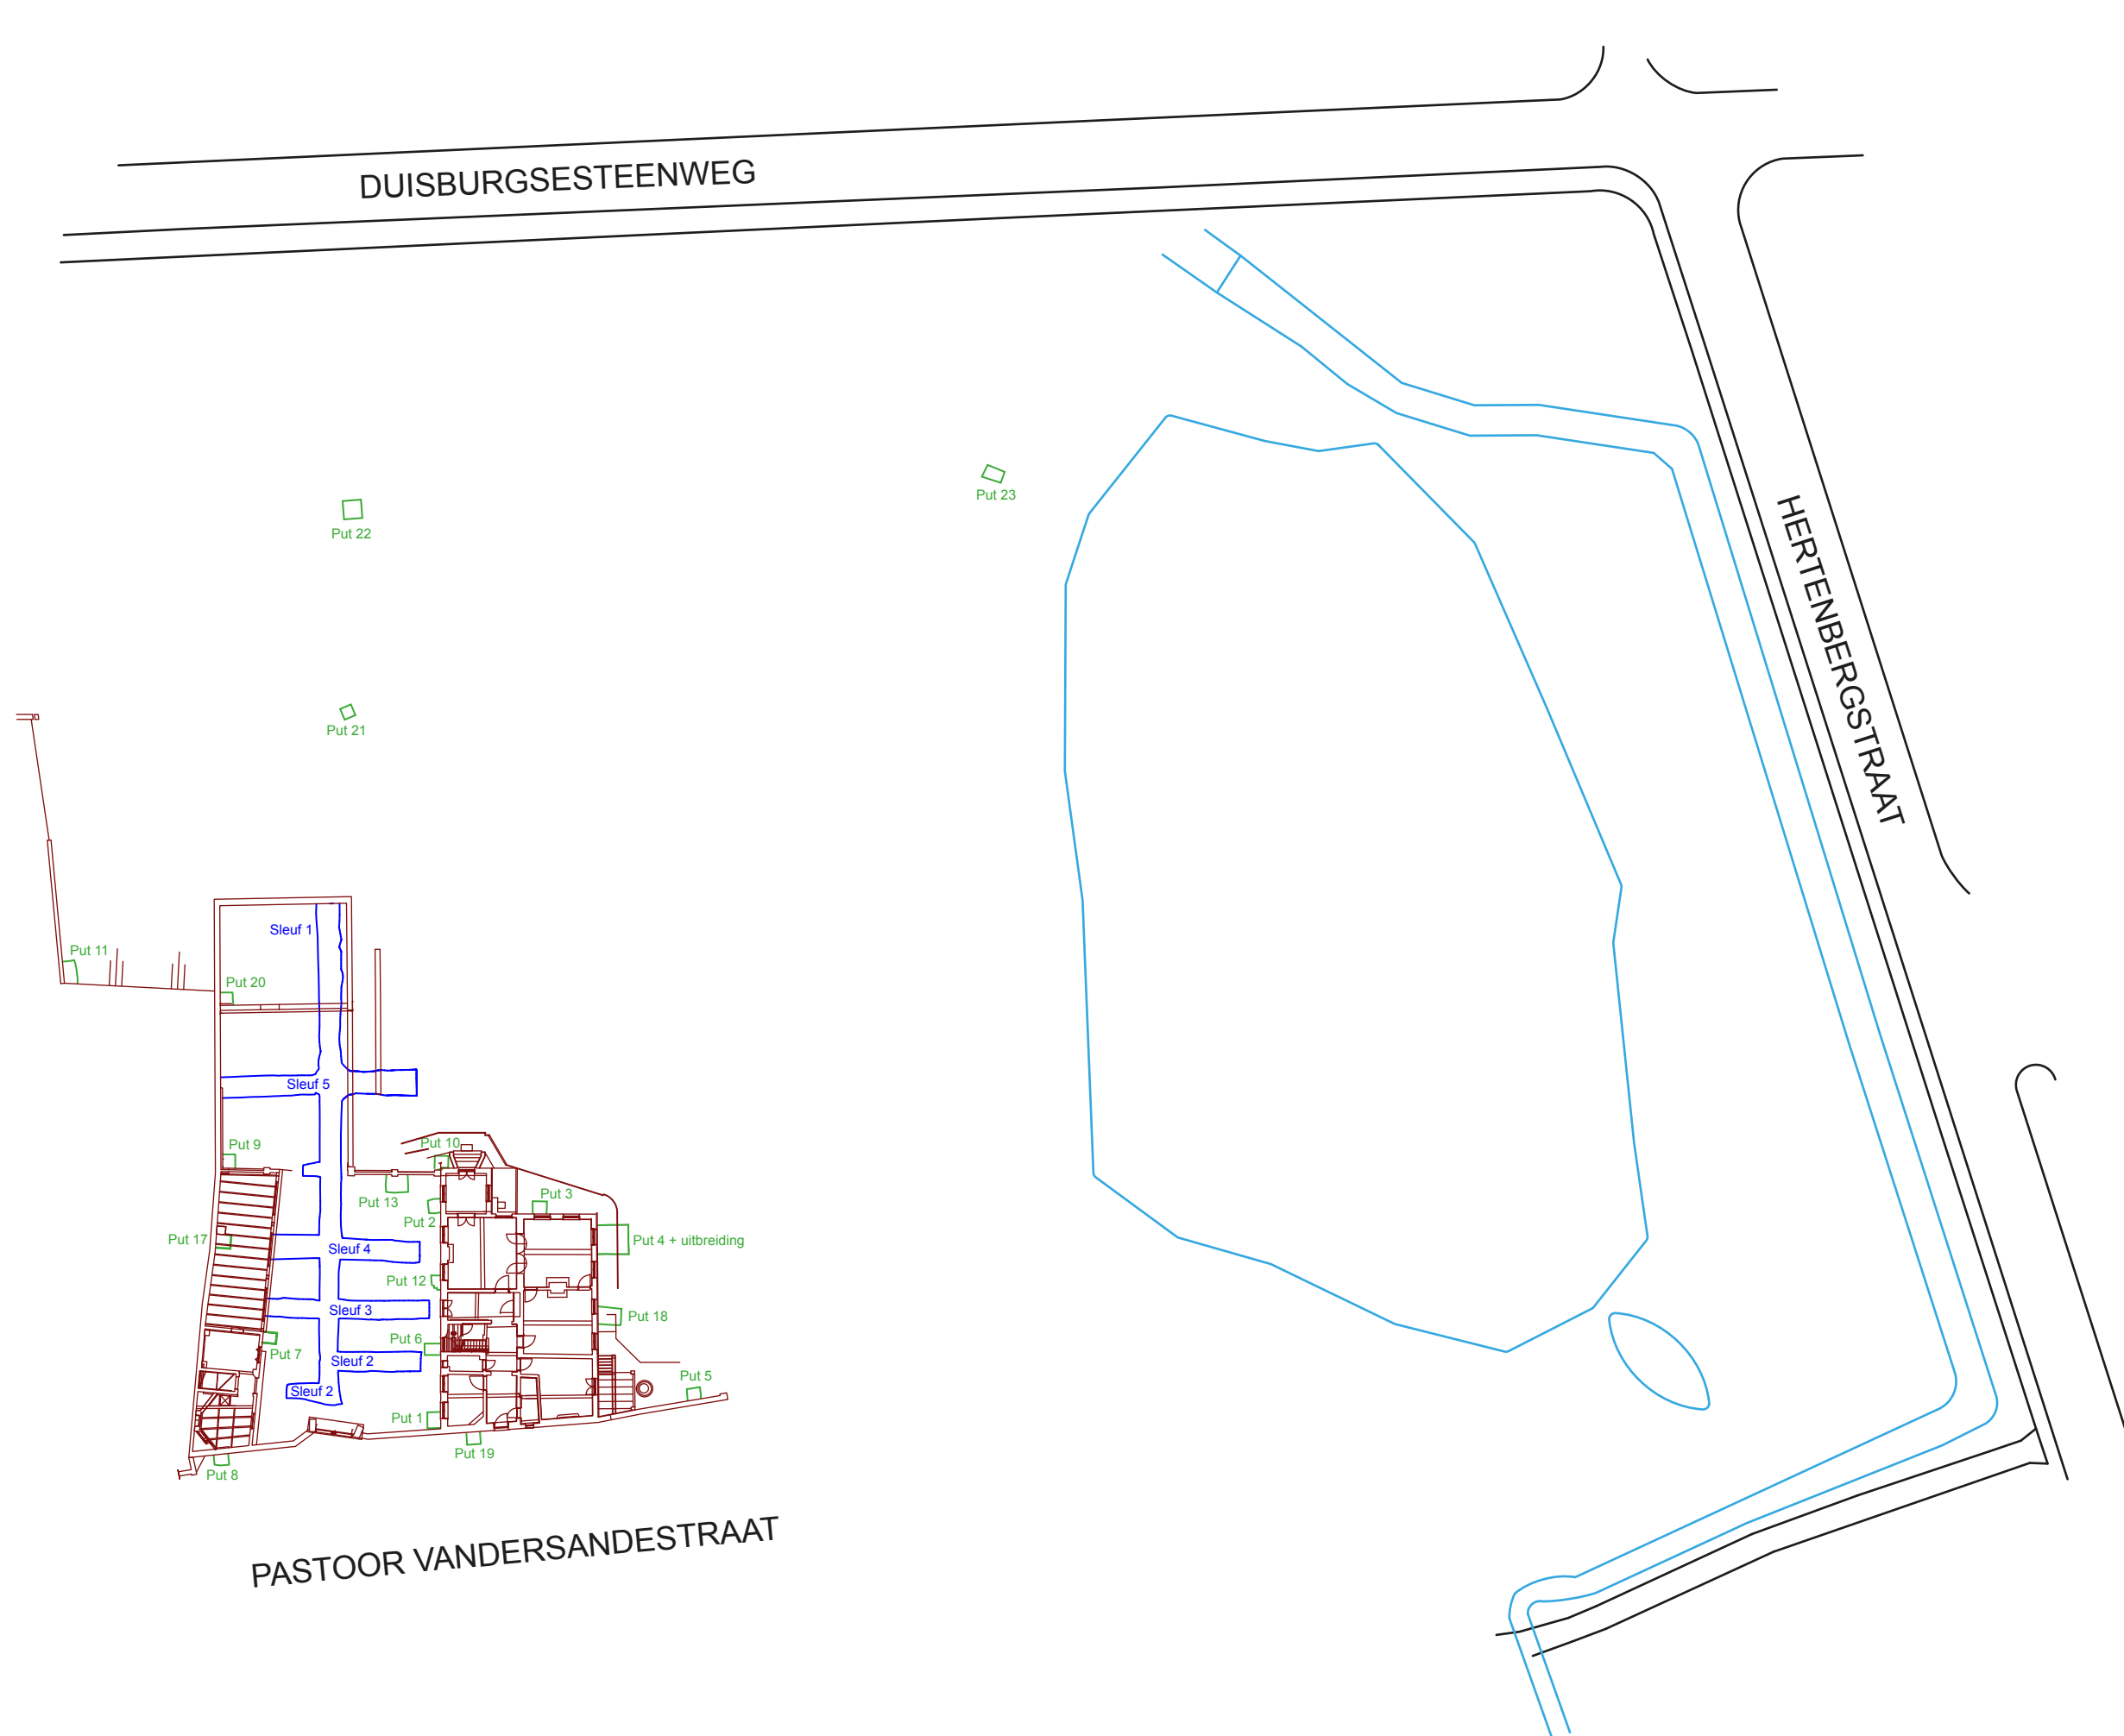 DUISBURGSESTEENWEG
HERTENBERGSTRAAT
Put 23
Put 22
Put 21
Sleuf 1
Put 11
Put 20
Sleuf 5
Put 9
Put 10
Put 13
Put 3
Put 2
Put 17
Sleuf 4
Put 4 + uitbreiding
Put 12
Sleuf 3
Put 18
Put 6
Put 7
Sleuf 2
Put 5
Sleuf 2
Put 1
Put 19
Put 8
PASTOOR VANDERSANDESTRAAT